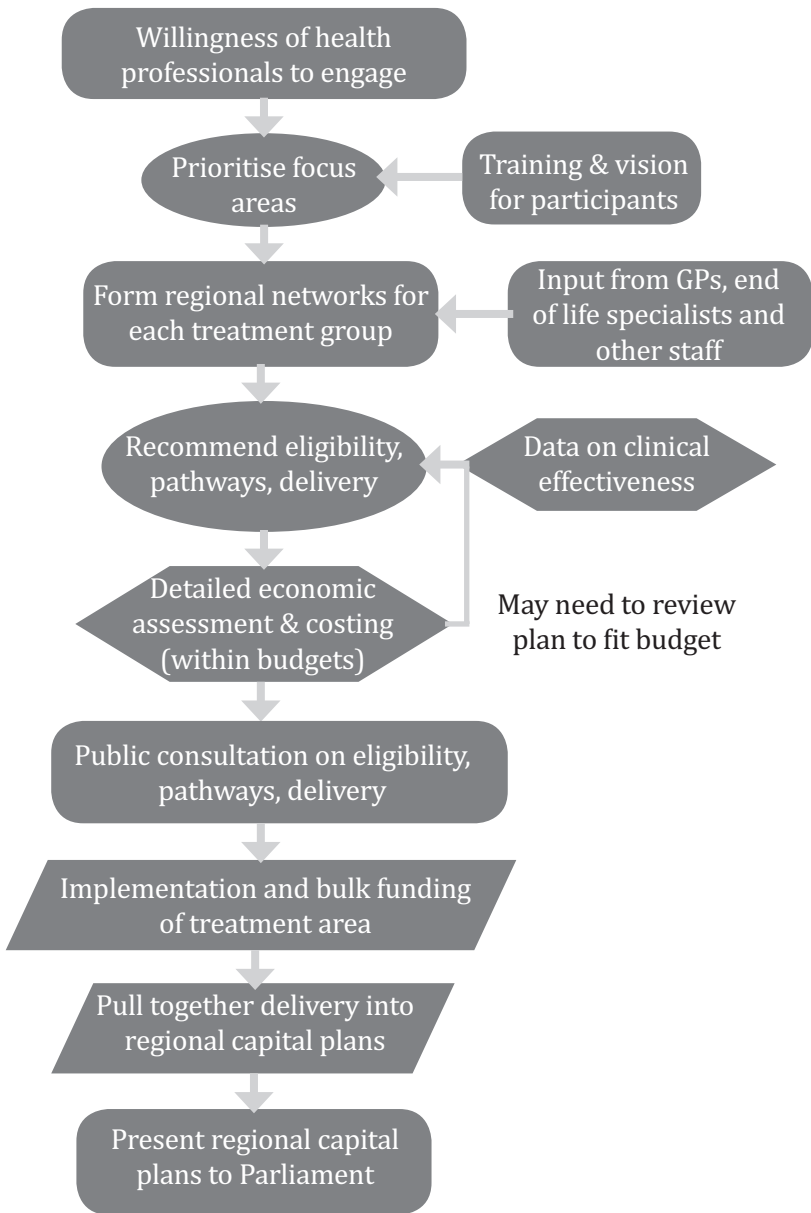 Willingness of health
professionals to engage
Prioritise focus
areas
Training & vision
for participants
Form regional networks for
each treatment group
Input from GPs, end
of life specialists and
other staff
Recommend eligibility,
pathways, delivery
Data on clinical
effectiveness
Detailed economic
assessment & costing
(within budgets)
May need to review
plan to fit budget
Public consultation on eligibility,
pathways, delivery
Implementation and bulk funding
of treatment area
Pull together delivery into
regional capital plans
Present regional capital
plans to Parliament